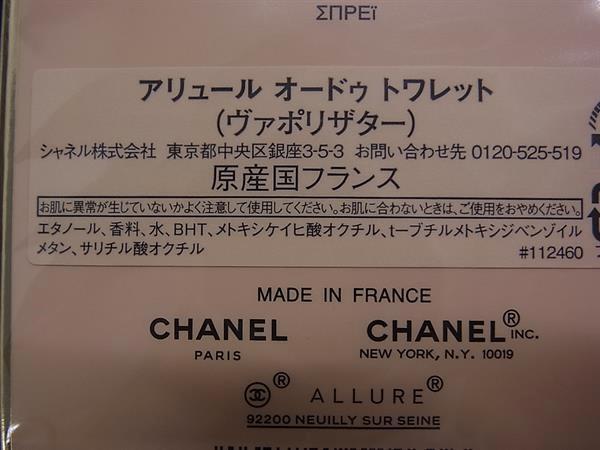 ΣΠΡΕΪ
アリュール オードゥ トワレット
(ヴァポリザター)
シャネル株式会社 東京都中央区銀座3-5-3 お問い合わせ先 0120-525-519
原産国フランス
お肌に異常が生じていないかよく注意して使用してください。お肌に合わないときは、ご使用をおやめください。
エタノール、香料、水、BHT、メトキシケイヒ酸オクチル、t-ブチルメトキシジベンゾイル
メタン、サリチル酸オクチル #112460
MADE IN FRANCE
CHANEL CHANEL® INC.
PARIS NEW YORK, N.Y. 10019
® ALLURE®
92200 NEUILLY SUR SEINE